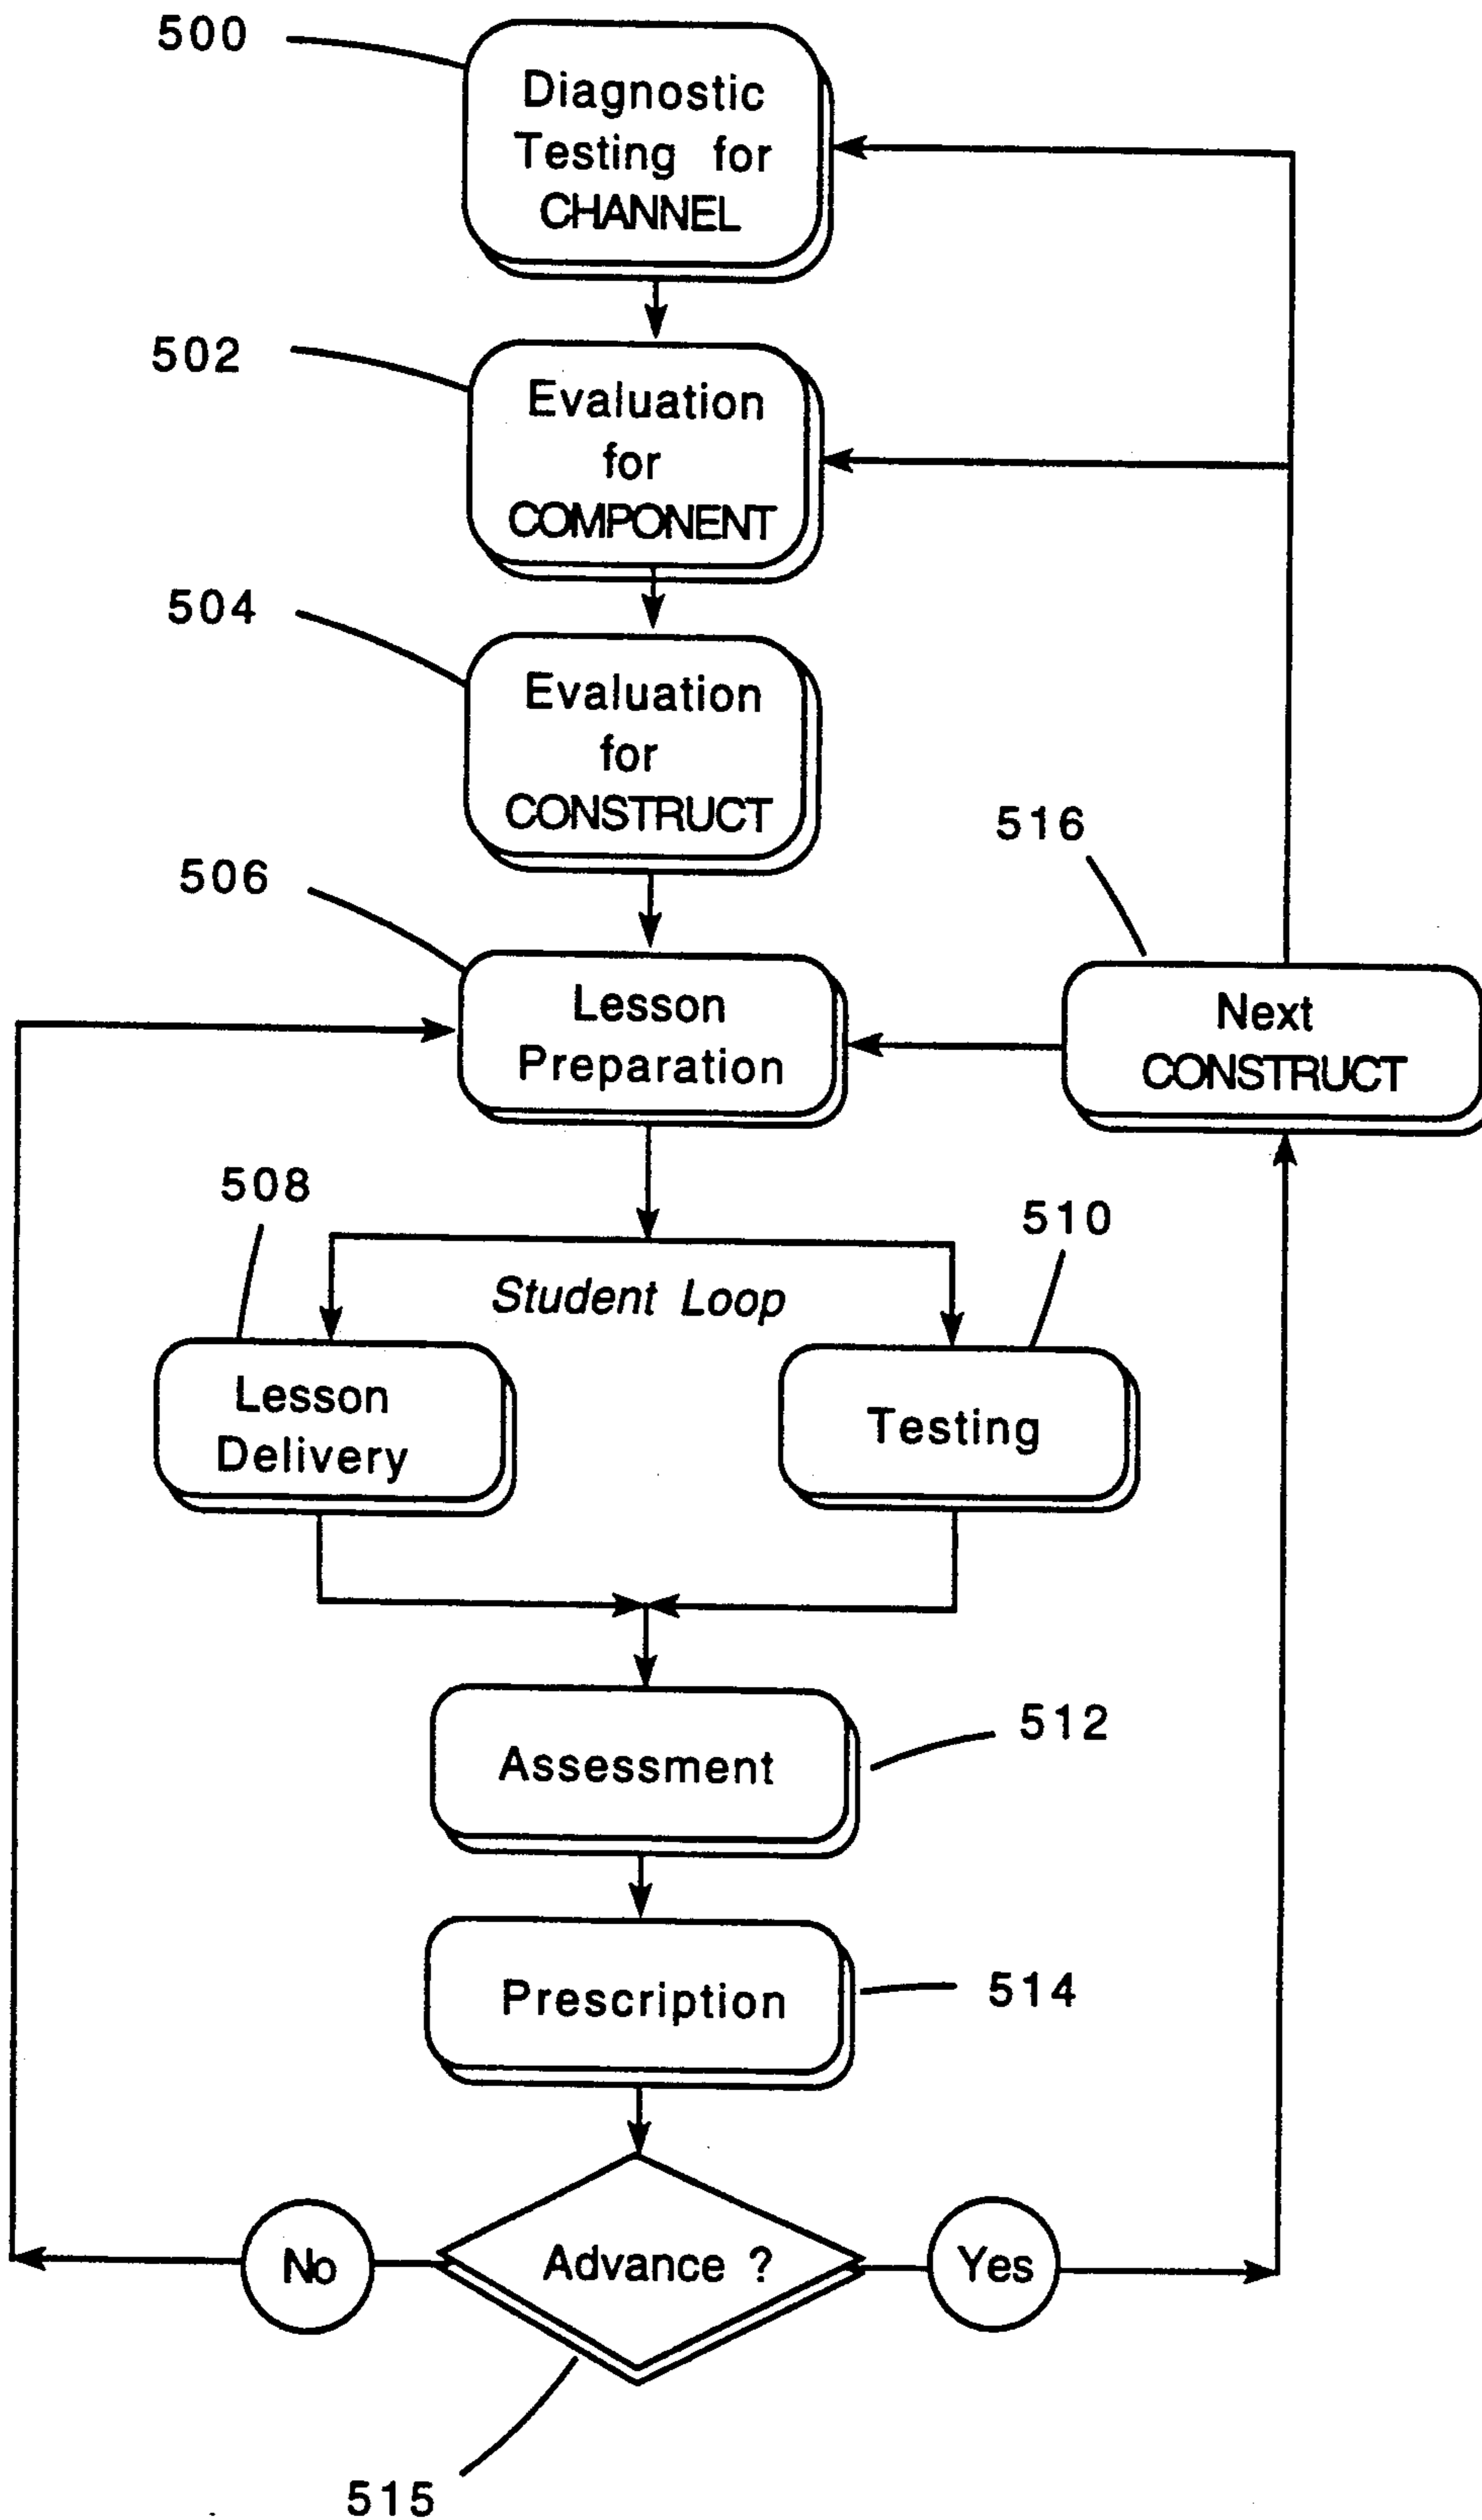 500
Diagnostic
Testing for
CHANNEL
502
Evaluation
for
COMPONENT
504
Evaluation
for
CONSTRUCT
516
506
Lesson
Preparation
Next
CONSTRUCT
508
510
Student Loop
Lesson
Delivery
Testing
512
Assessment
514
Prescription
No
Advance ?
Yes
515